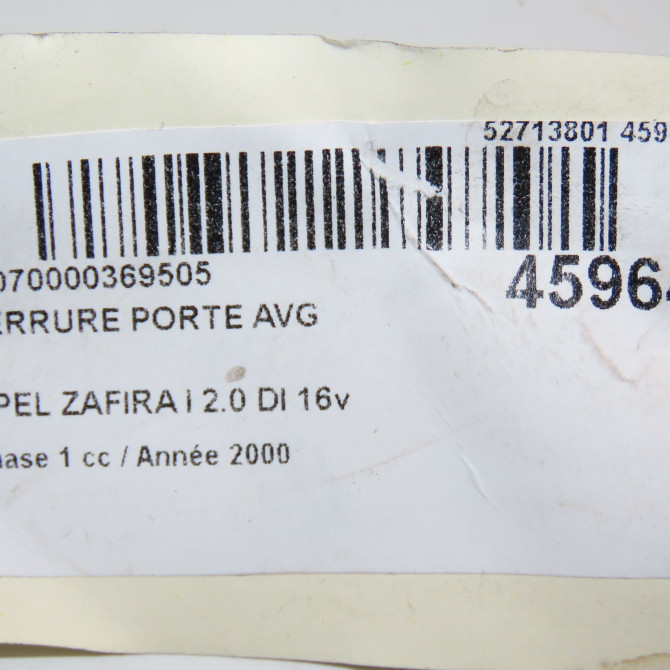 52713801 459
070000369505
4596
ERRURE PORTE AVG
PEL ZAFIRA I 2.0 DI 16v
hase 1 cc / Année 2000